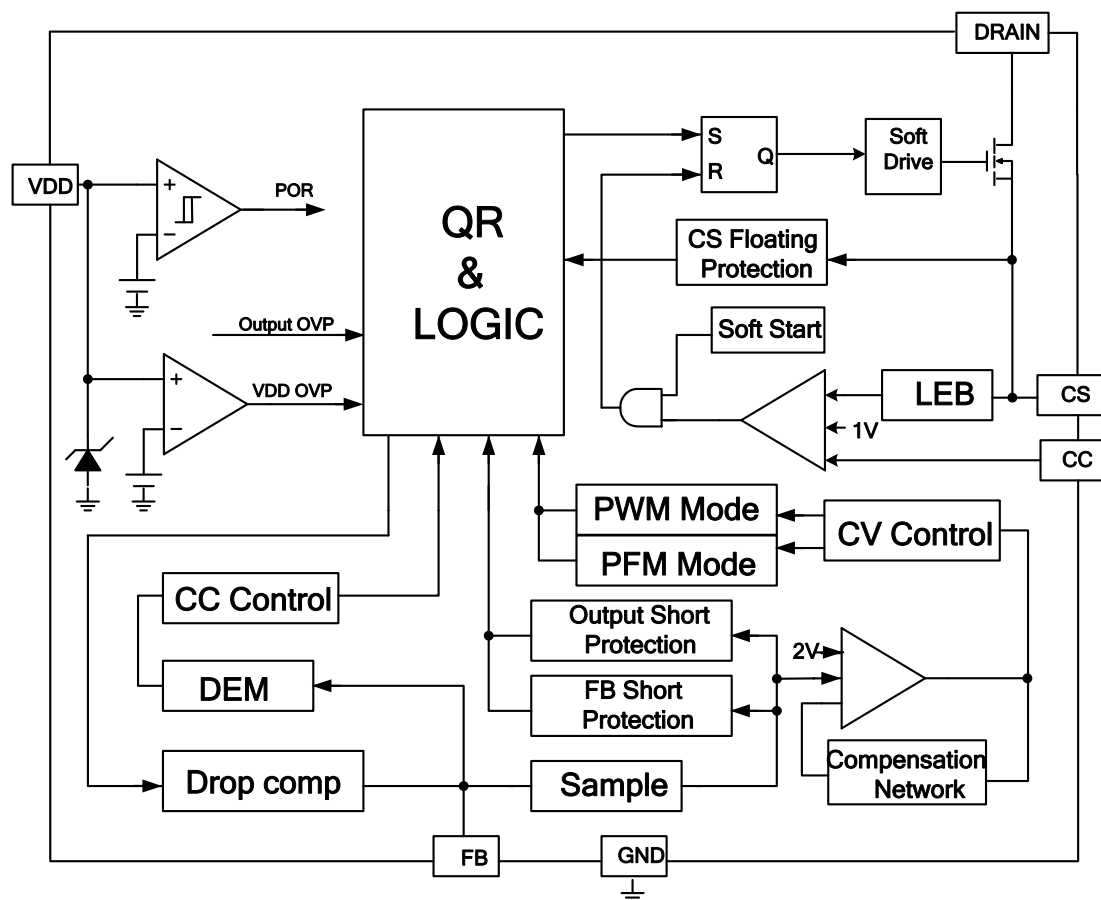 DRAIN
VDD
+
−
POR
QR
&
LOGIC
S
R
Q
Soft
Drive
CS Floating
Protection
Output OVP
Soft Start
+
−
VDD OVP
LEB
1V
CS
CC
PWM Mode
PFM Mode
CV Control
CC Control
Output Short
Protection
2V
DEM
FB Short
Protection
Drop comp
Sample
Compensation
Network
FB
GND